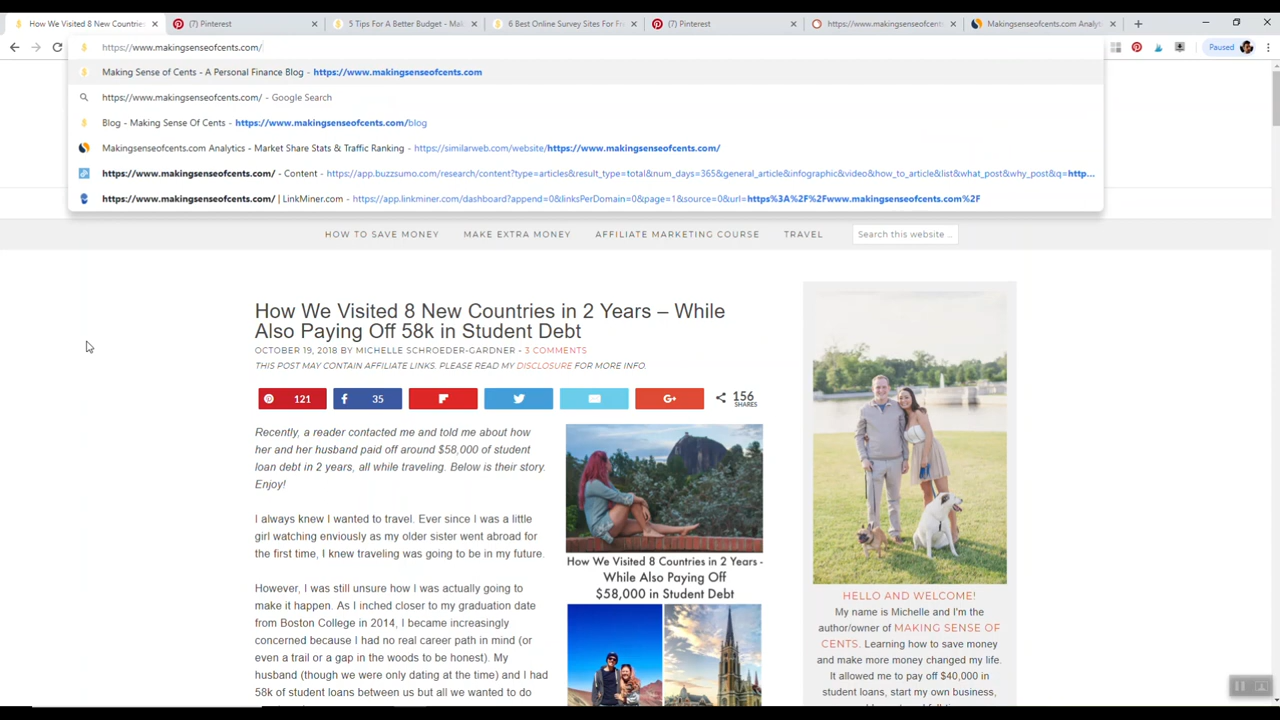 How We Visited 8 New Countries
(7) Pinterest
5 Tips For A Better Budget - Mak
6 Best Online Survey Sites For Fr
(7) Pinterest
https://www.makingsenseofcents
Makingsenseofcents.com Analyt
https://www.makingsenseofcents.com/
Paused
Making Sense of Cents - A Personal Finance Blog - https://www.makingsenseofcents.com
https://www.makingsenseofcents.com/ - Google Search
Blog - Making Sense Of Cents - https://www.makingsenseofcents.com/blog
Makingsenseofcents.com Analytics - Market Share Stats & Traffic Ranking - https://similarweb.com/website/https://www.makingsenseofcents.com/
https://www.makingsenseofcents.com/ - Content - https://app.buzzsumo.com/research/content?type=articles&result_type=total&num_days=365&general_article&infographic&video&how_to_article&list&what_post&why_post&q=http...
https://www.makingsenseofcents.com/ | LinkMiner.com - https://app.linkminer.com/dashboard?append=0&linksPerDomain=0&page=1&source=0&url=https%3A%2F%2Fwww.makingsenseofcents.com%2F
HOW TO SAVE MONEY MAKE EXTRA MONEY AFFILIATE MARKETING COURSE TRAVEL Search this website ...
How We Visited 8 New Countries in 2 Years – While
Also Paying Off 58k in Student Debt
OCTOBER 19, 2018 BY MICHELLE SCHROEDER-GARDNER - 3 COMMENTS
THIS POST MAY CONTAIN AFFILIATE LINKS. PLEASE READ MY DISCLOSURE FOR MORE INFO.
121
35
G+
156
SHARES
Recently, a reader contacted me and told me about how
her and her husband paid off around $58,000 of student
loan debt in 2 years, all while traveling. Below is their story.
Enjoy!
I always knew I wanted to travel. Ever since I was a little
girl watching enviously as my older sister went abroad for
the first time, I knew traveling was going to be in my future.
However, I was still unsure how I was actually going to
make it happen. As I inched closer to my graduation date
from Boston College in 2014, I became increasingly
concerned because I had no real career path in mind (or
even a trail or a gap in the woods to be honest). My
husband (though we were only dating at the time) and I had
58k of student loans between us but all we wanted to do
How We Visited 8 Countries in 2 Years -
While Also Paying Off
$58,000 in Student Debt
HELLO AND WELCOME!
My name is Michelle and I'm the
author/owner of MAKING SENSE OF
CENTS. Learning how to save money
and make more money changed my life.
It allowed me to pay off $40,000 in
student loans, start my own business,